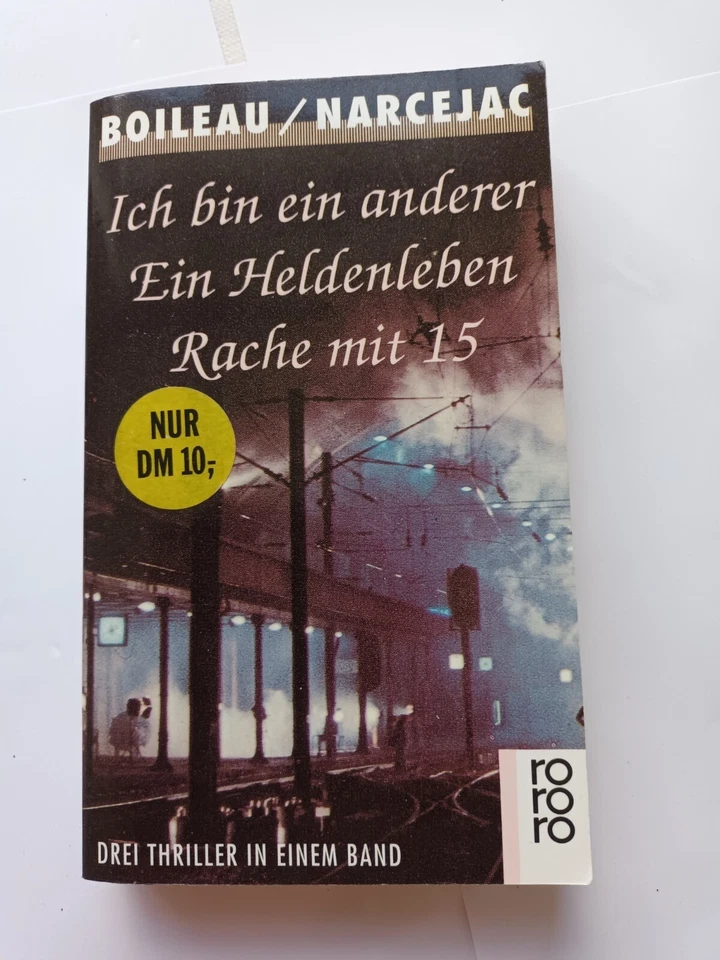 BOILEAU / NARCEJAC
Ich bin ein anderer
Ein Heldenleben
Rache mit 15
NUR
DM 10,-
DREI THRILLER IN EINEM BAND
ro
ro
ro